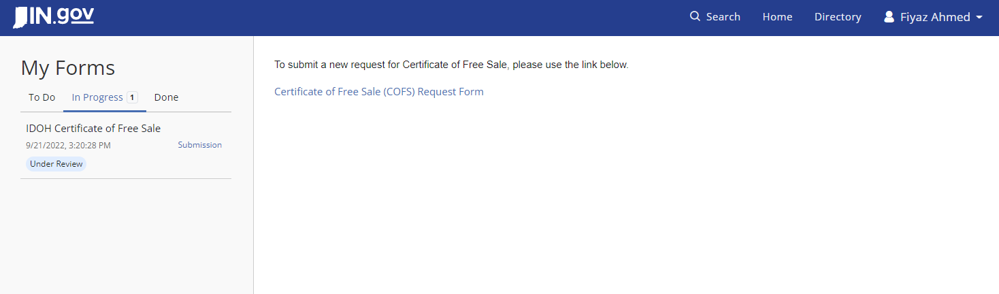 IN.gov
Search Home Directory Fiyaz Ahmed
My Forms
To Do In Progress 1 Done
IDOH Certificate of Free Sale
9/21/2022, 3:20:28 PM Submission
Under Review
To submit a new request for Certificate of Free Sale, please use the link below.
Certificate of Free Sale (COFS) Request Form